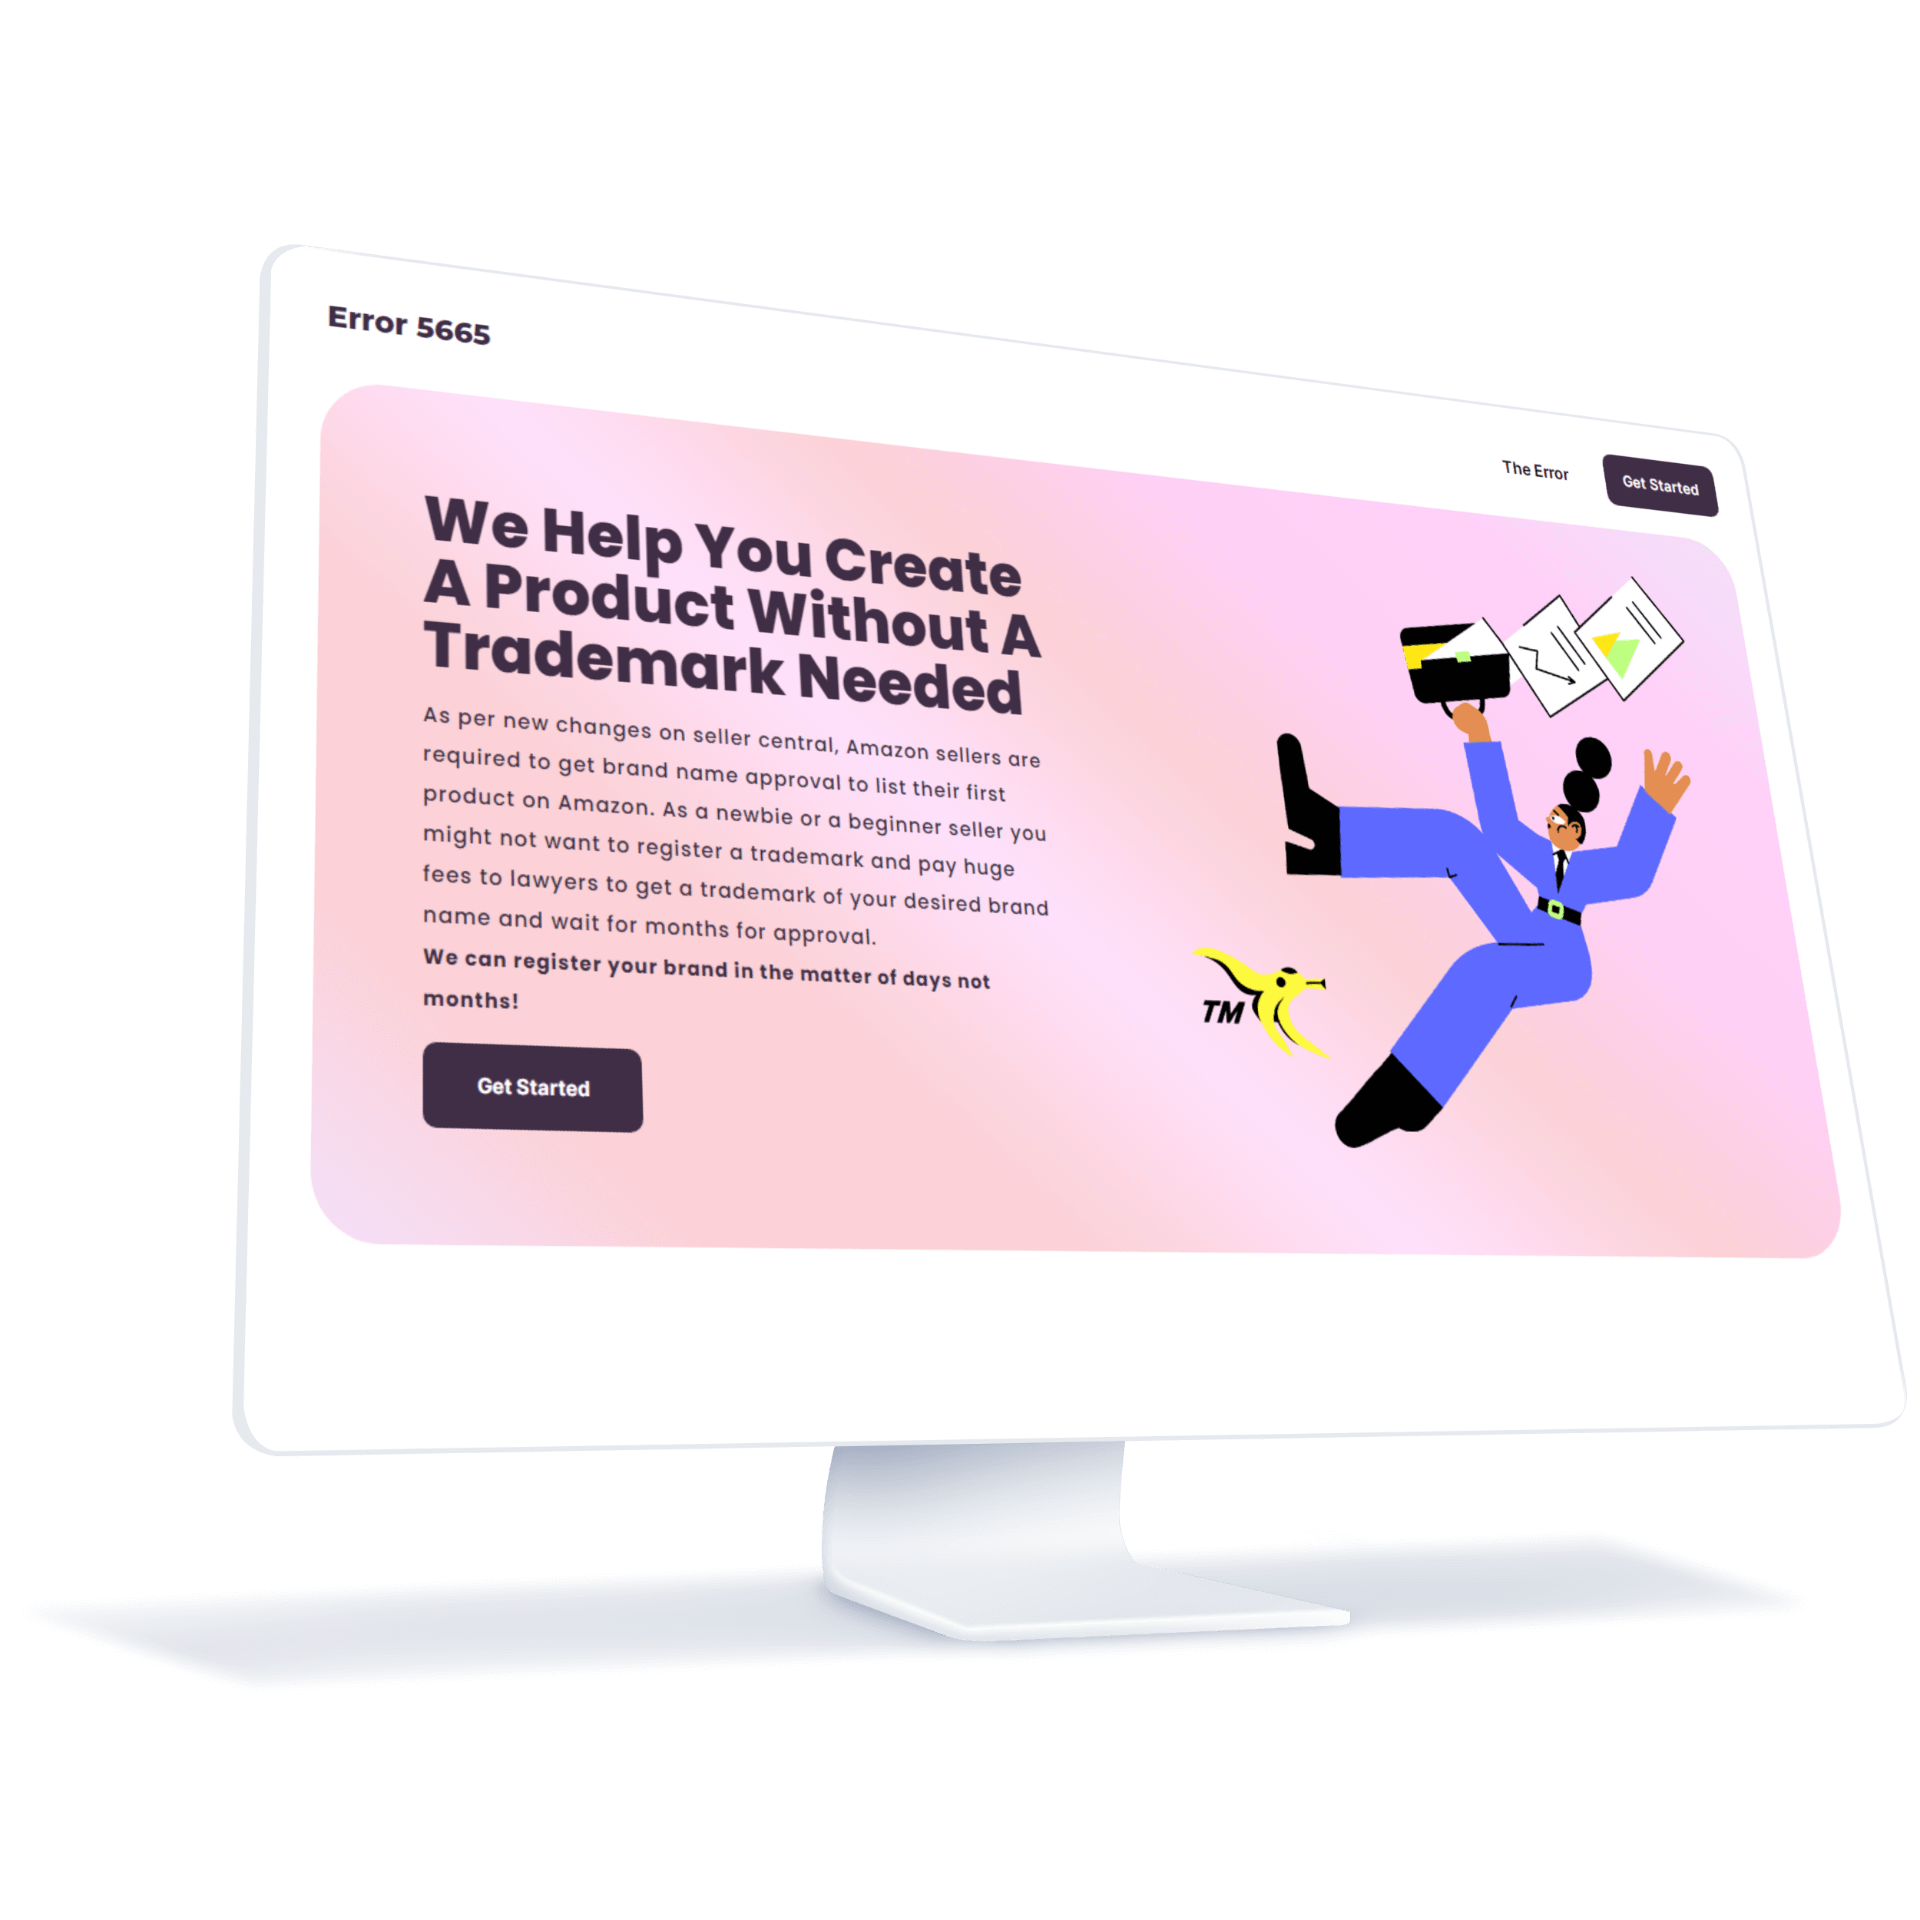 Error 5665
The Error
Get Started
We Help You Create
A Product Without A
Trademark Needed
As per new changes on seller central, Amazon sellers are
required to get brand name approval to list their first
product on Amazon. As a newbie or a beginner seller you
might not want to register a trademark and pay huge
fees to lawyers to get a trademark of your desired brand
name and wait for months for approval.
We can register your brand in the matter of days not
months!
Get Started
TM